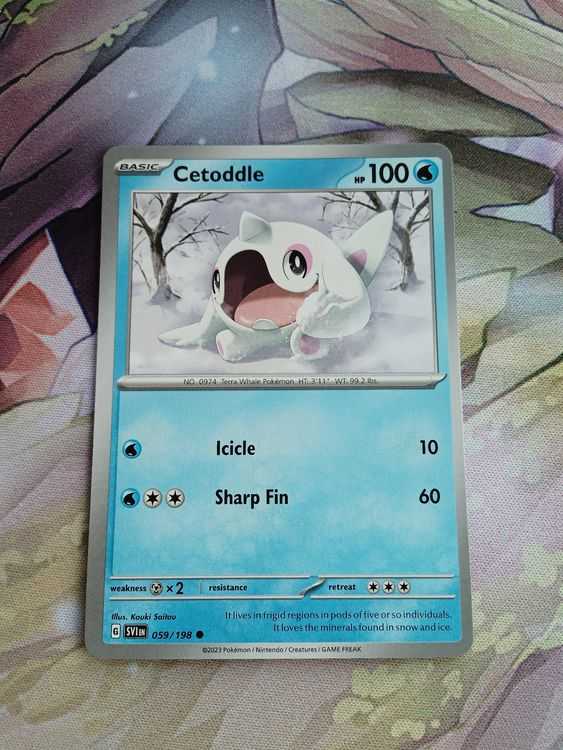 BASIC Cetoddle HP 100
NO. 0974 Terra Whale Pokémon HT: 3'11" WT: 99.2 lbs.
Icicle 10
Sharp Fin 60
weakness ×2 resistance retreat
Illus. Kouki Saitou
It lives in frigid regions in pods of five or so individuals.
It loves the minerals found in snow and ice.
G SVI EN 059/198
©2023 Pokémon / Nintendo / Creatures / GAME FREAK